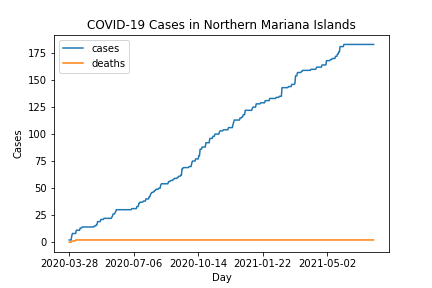 COVID-19 Cases in Northern Mariana Islands
cases
deaths
175
150
125
100
75
50
25
0
Cases
2020-03-28 2020-07-06 2020-10-14 2021-01-22 2021-05-02
Day